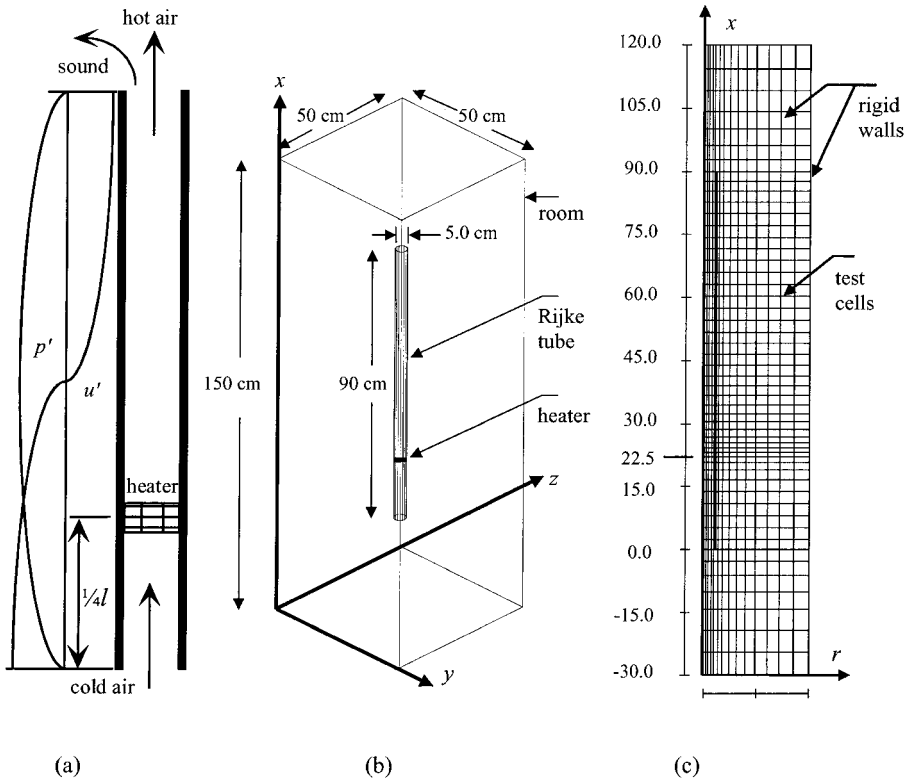 hot air
sound
p'
u'
heater
¼l
cold air
(a)
x
50 cm
50 cm
room
5.0 cm
Rijke
tube
150 cm
90 cm
heater
z
y
(b)
x
120.0
105.0
90.0
75.0
60.0
45.0
30.0
22.5
15.0
0.0
-15.0
-30.0
rigid
walls
test
cells
r
(c)